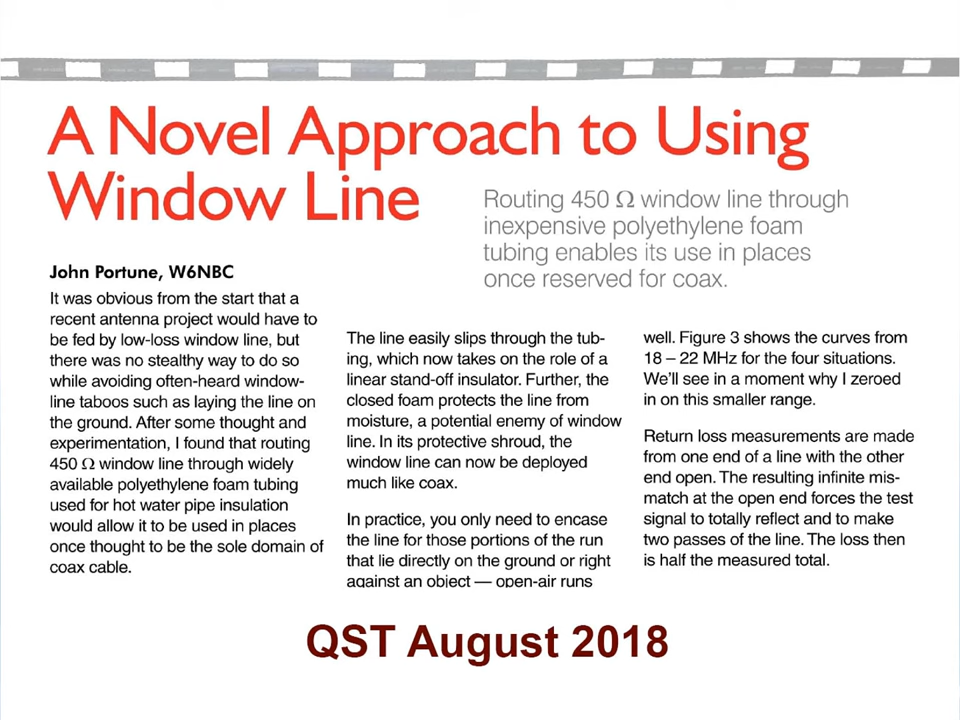 A Novel Approach to Using
Window Line
Routing 450 Ω window line through
inexpensive polyethylene foam
tubing enables its use in places
once reserved for coax.
John Portune, W6NBC
It was obvious from the start that a
recent antenna project would have to
be fed by low-loss window line, but
there was no stealthy way to do so
while avoiding often-heard window-
line taboos such as laying the line on
the ground. After some thought and
experimentation, I found that routing
450 Ω window line through widely
available polyethylene foam tubing
used for hot water pipe insulation
would allow it to be used in places
once thought to be the sole domain of
coax cable.
The line easily slips through the tub-
ing, which now takes on the role of a
linear stand-off insulator. Further, the
closed foam protects the line from
moisture, a potential enemy of window
line. In its protective shroud, the
window line can now be deployed
much like coax.
In practice, you only need to encase
the line for those portions of the run
that lie directly on the ground or right
against an object — open-air runs
well. Figure 3 shows the curves from
18 – 22 MHz for the four situations.
We'll see in a moment why I zeroed
in on this smaller range.
Return loss measurements are made
from one end of a line with the other
end open. The resulting infinite mis-
match at the open end forces the test
signal to totally reflect and to make
two passes of the line. The loss then
is half the measured total.
QST August 2018